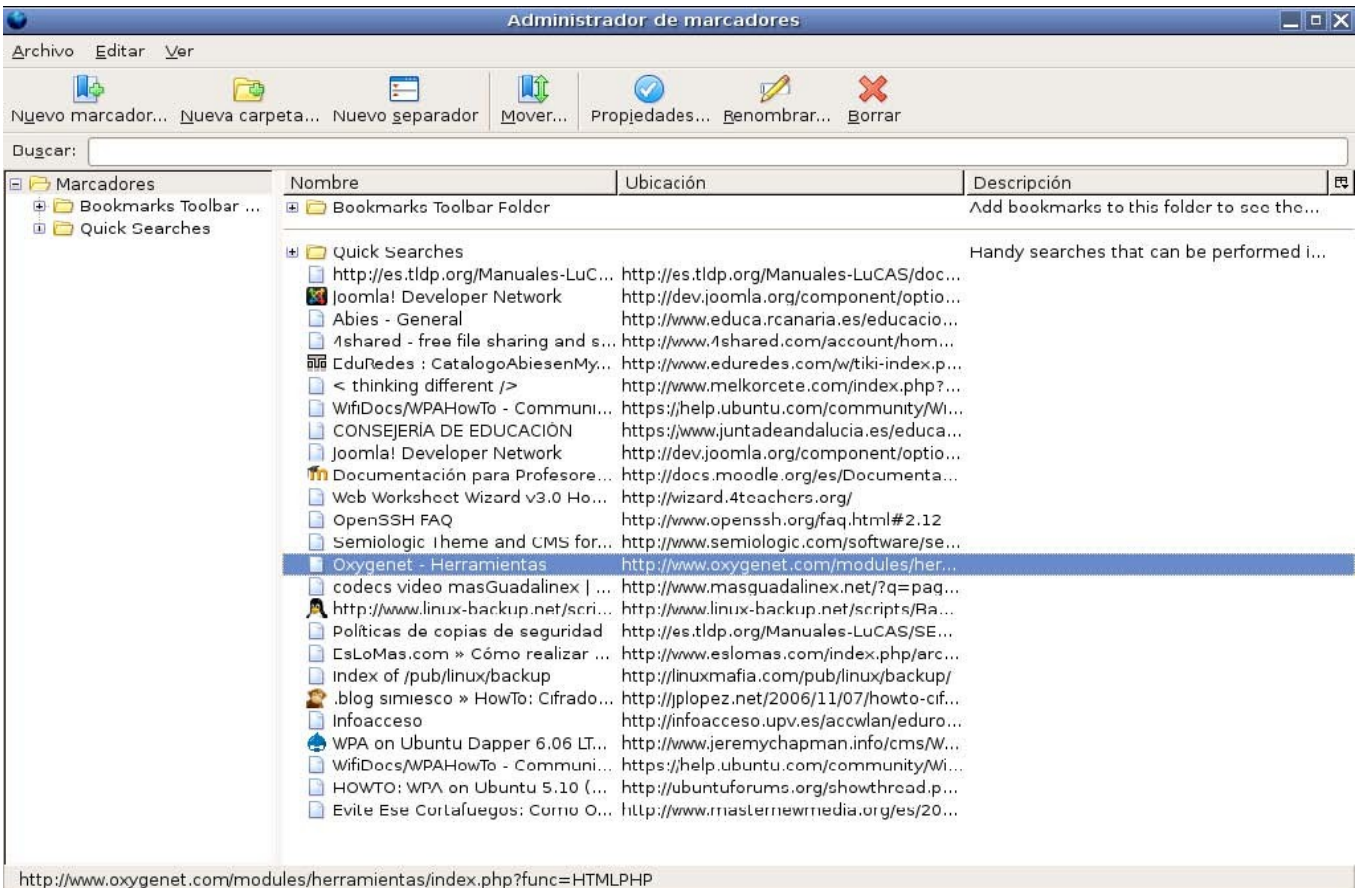 Administrador de marcadores
Archivo Editar Ver
Nuevo marcador... Nueva carpeta... Nuevo separador Mover... Propiedades... Renombrar... Borrar
Buscar:
Marcadores
Bookmarks Toolbar ...
Quick Searches
Nombre Ubicación Descripción
Bookmarks Toolbar Folder Add bookmarks to this folder to see the...
Quick Searches Handy searches that can be performed i...
http://es.tldp.org/Manuales-LuC... http://es.tldp.org/Manuales-LuCAS/doc...
Joomla! Developer Network http://dev.joomla.org/component/optio...
Abies - General http://www.educa.rcanaria.es/educacio...
4shared - free file sharing and s... http://www.4shared.com/account/hom...
EduRedes : CatalogoAbiesenMy... http://www.eduredes.com/w/tiki-index.p...
< thinking different /> http://www.melkorcete.com/index.php?...
WifiDocs/WPAHowTo - Communi... https://help.ubuntu.com/community/Wi...
CONSEJERÍA DE EDUCACIÓN https://www.juntadeandalucia.es/educa...
Joomla! Developer Network http://dev.joomla.org/component/optio...
Documentación para Profesore... http://docs.moodle.org/es/Documenta...
Web Worksheet Wizard v3.0 Ho... http://wizard.4teachers.org/
OpenSSH FAQ http://www.openssh.org/faq.html#2.12
Semiologic Theme and CMS for... http://www.semiologic.com/software/se...
Oxygenet - Herramientas http://www.oxygenet.com/modules/her...
codecs video masGuadalinex | ... http://www.masguadalinex.net/?q=pag...
http://www.linux-backup.net/scri... http://www.linux-backup.net/scripts/Ba...
Políticas de copias de seguridad http://es.tldp.org/Manuales-LuCAS/SE...
EsLoMas.com » Cómo realizar ... http://www.eslomas.com/index.php/arc...
Index of /pub/linux/backup http://linuxmafia.com/pub/linux/backup/
.blog simiesco » HowTo: Cifrado... http://jplopez.net/2006/11/07/howto-cif...
Infoacceso http://infoacceso.upv.es/accwlan/eduro...
WPA on Ubuntu Dapper 6.06 LT... http://www.jeremychapman.info/cms/W...
WifiDocs/WPAHowTo - Communi... https://help.ubuntu.com/community/Wi...
HOWTO: WPA on Ubuntu 5.10 (... http://ubuntuforums.org/showthread.p...
Evite Ese Cortafuegos: Como O... http://www.masternewmedia.org/es/20...
http://www.oxygenet.com/modules/herramientas/index.php?func=HTMLPHP